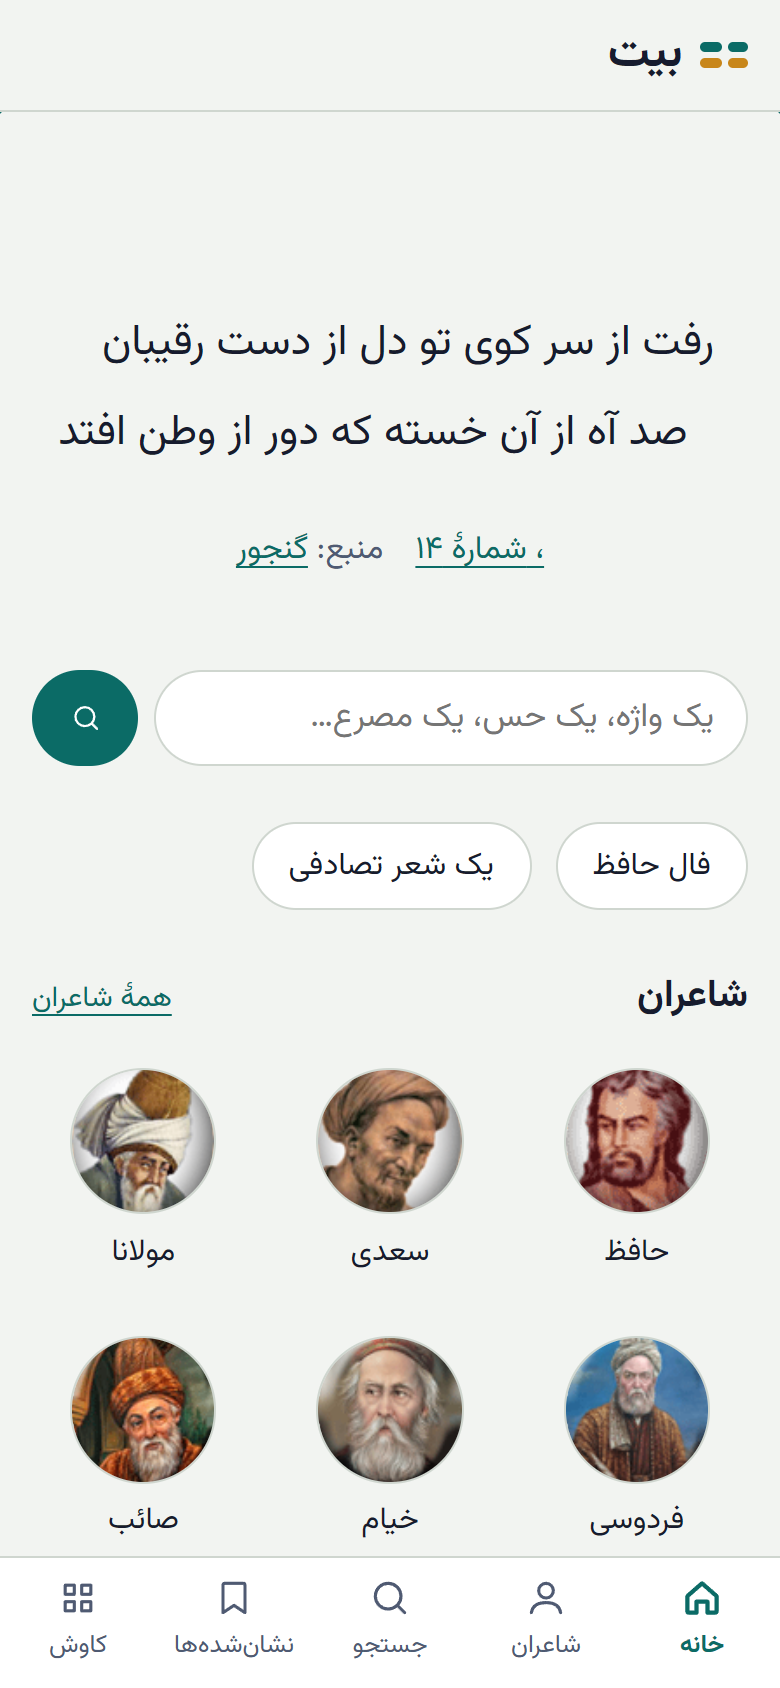 بیت
رفت از سر کوی تو دل از دست رقیبان
صد آه از آن خسته که دور از وطن افتد
، شمارهٔ ۱۴ منبع: گنجور
یک واژه، یک حس، یک مصرع...
فال حافظ یک شعر تصادفی
شاعران همهٔ شاعران
حافظ سعدی مولانا
فردوسی خیام صائب
خانه شاعران جستجو نشان‌شده‌ها کاوش